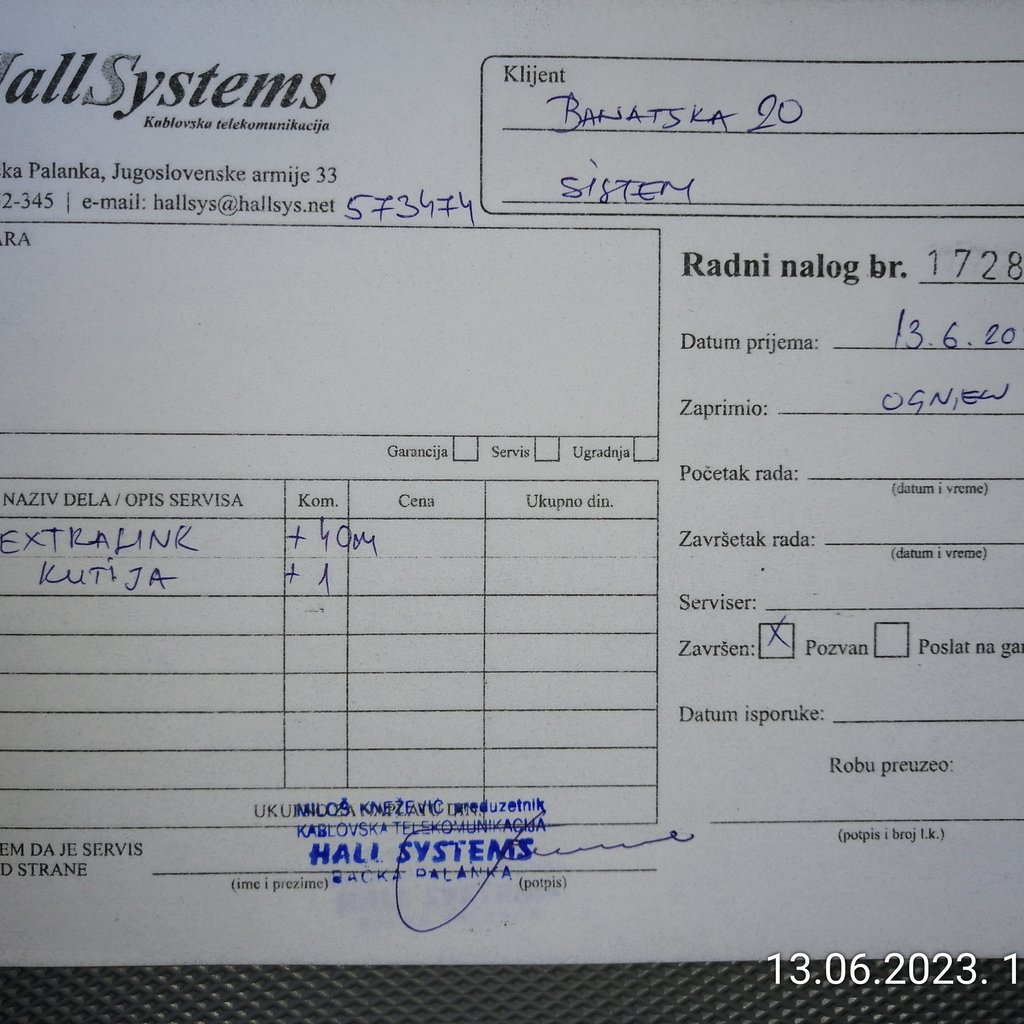 HallSystems
Kablovska telekomunikacija
ka Palanka, Jugoslovenske armije 33
2-345 | e-mail: hallsys@hallsys.net 573474
Klijent
BANATSKA 20
SISTEM
ARA
Garancija Servis Ugradnja
Radni nalog br. 1728
Datum prijema: 13.6.20
Zaprimio: OGNJEN
Početak rada:
(datum i vreme)
Završetak rada:
(datum i vreme)
Serviser:
Završen: X Pozvan Poslat na gar
Datum isporuke:
Robu preuzeo:
(potpis i broj l.k.)
NAZIV DELA / OPIS SERVISA Kom. Cena Ukupno din.
EXTRALINK + 40m
KUTIJA + 1
MILOŠ KNEŽEVIĆ preduzetnik
KABLOVSKA TELEKOMUNIKACIJA
HALL SYSTEMS
BAČKA PALANKA
EM DA JE SERVIS
D STRANE
(ime i prezime) (potpis)
13.06.2023. 1